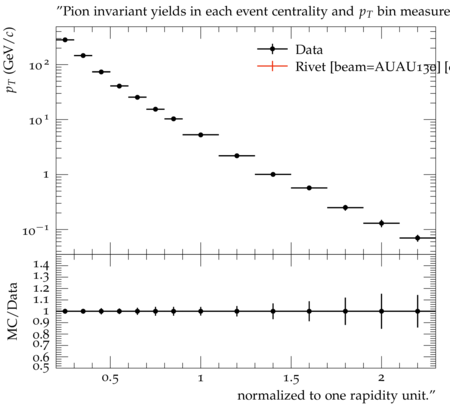 "Pion invariant yields in each event centrality and p_T bin measure
p_T (GeV/c)
Data
Rivet [beam=AUAU130] [c
10^2
10^1
1
10^−1
MC/Data
1.4
1.3
1.2
1.1
1
0.9
0.8
0.7
0.6
0.5
0.5 1 1.5 2
normalized to one rapidity unit."